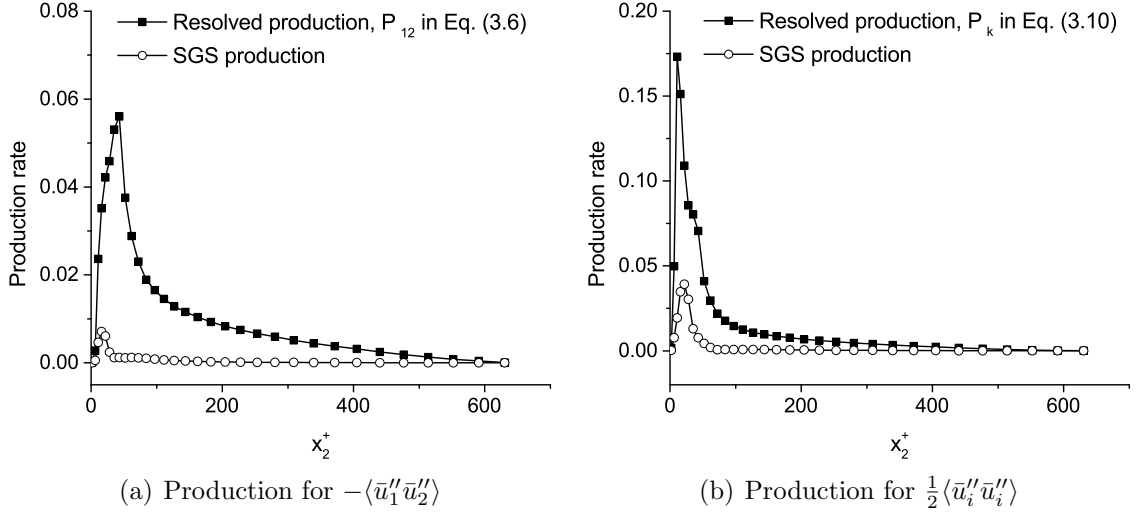 Resolved production, P₁₂ in Eq. (3.6)
SGS production
Production rate
0.08
0.06
0.04
0.02
0.00
0
200
400
600
x₂⁺
(a) Production for −⟨ū₁″ū₂″⟩
Resolved production, Pₖ in Eq. (3.10)
SGS production
Production rate
0.20
0.15
0.10
0.05
0.00
0
200
400
600
x₂⁺
(b) Production for ½⟨ūᵢ″ūᵢ″⟩